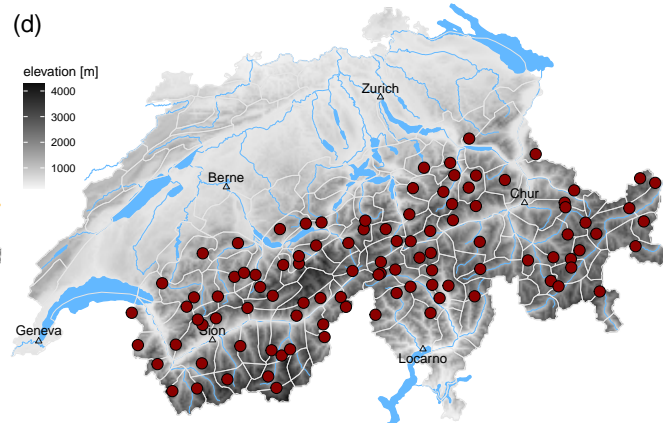 (d)
elevation [m]
4000
3000
2000
1000
Zurich
Berne
Chur
Geneva
Sion
Locarno